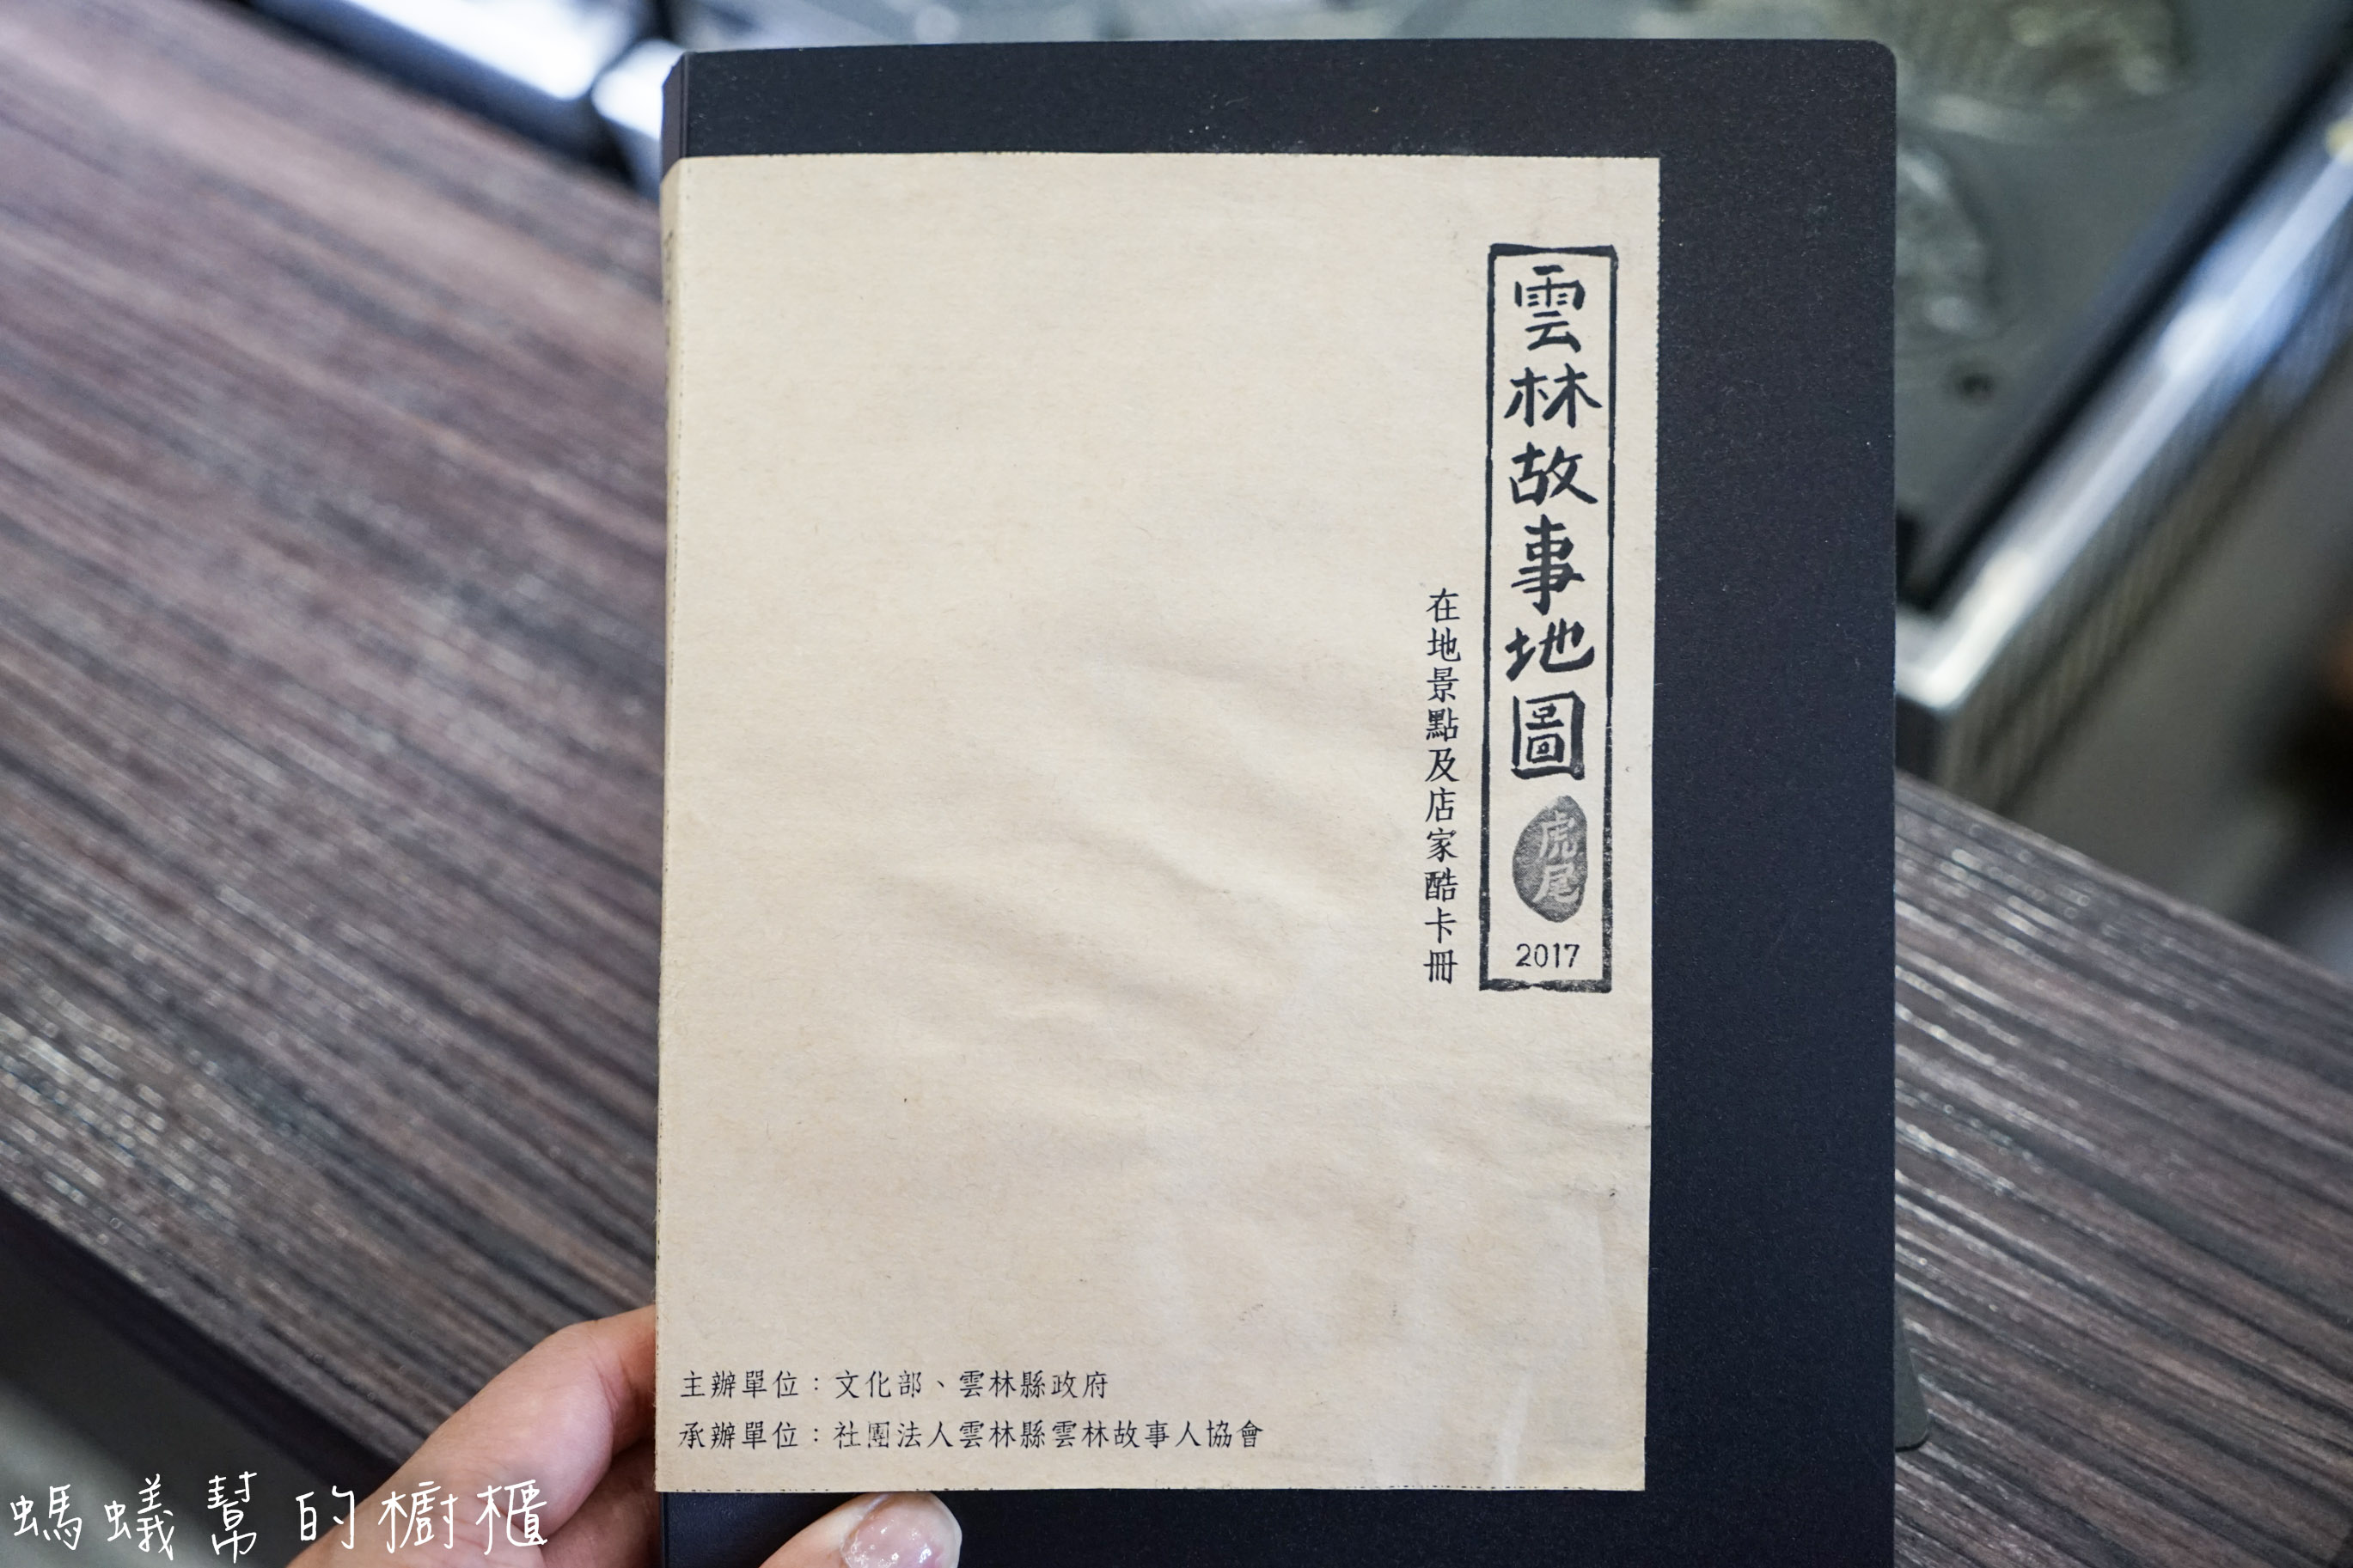 雲林故事地圖
虎尾
2017
在地景點及店家酷卡冊
主辦單位：文化部、雲林縣政府
承辦單位：社團法人雲林縣雲林故事人協會
螞蟻幫的櫥櫃